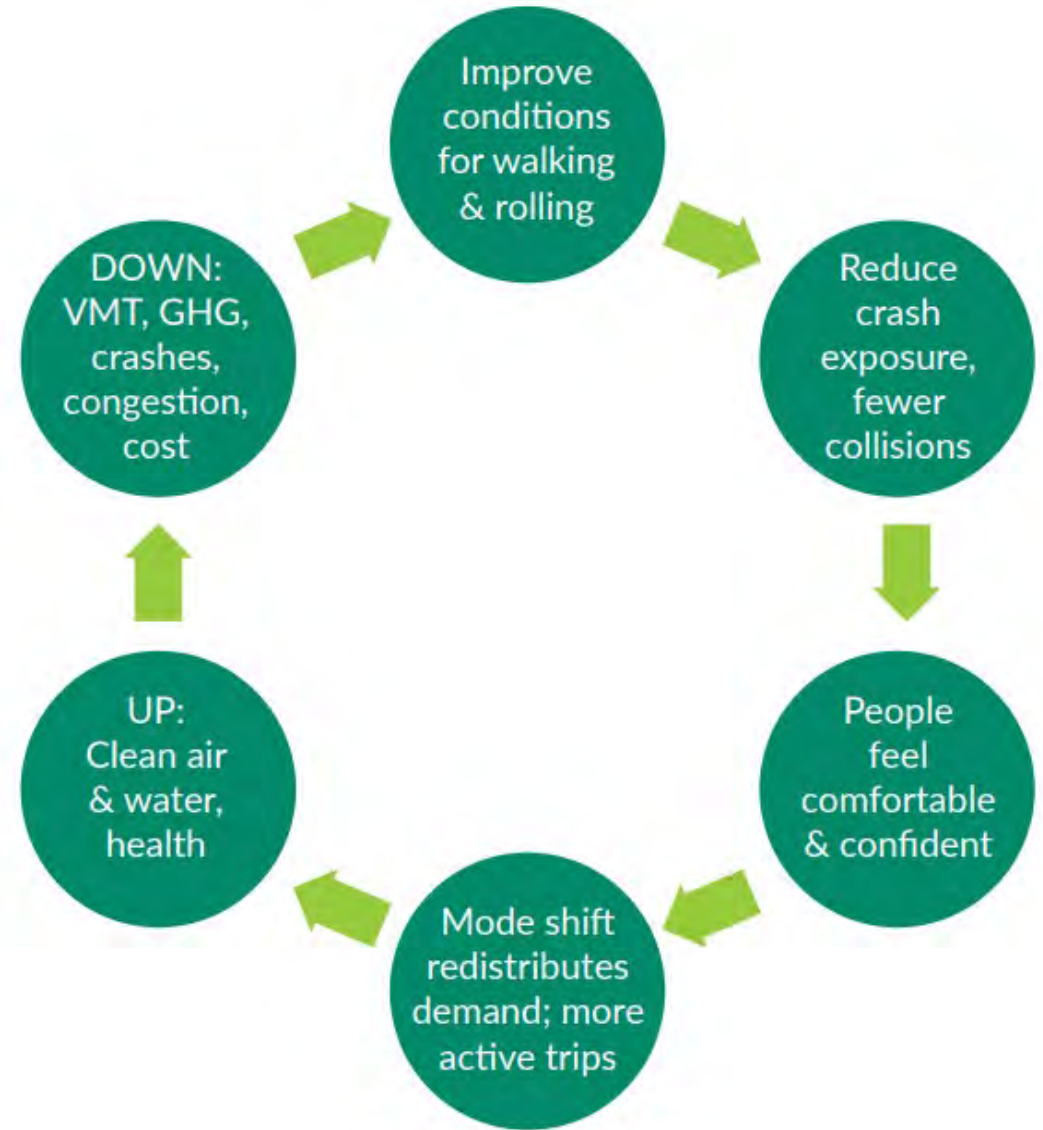 Improve
conditions
for walking
& rolling
Reduce
crash
exposure,
fewer
collisions
People
feel
comfortable
& confident
Mode shift
redistributes
demand; more
active trips
UP:
Clean air
& water,
health
DOWN:
VMT, GHG,
crashes,
congestion,
cost